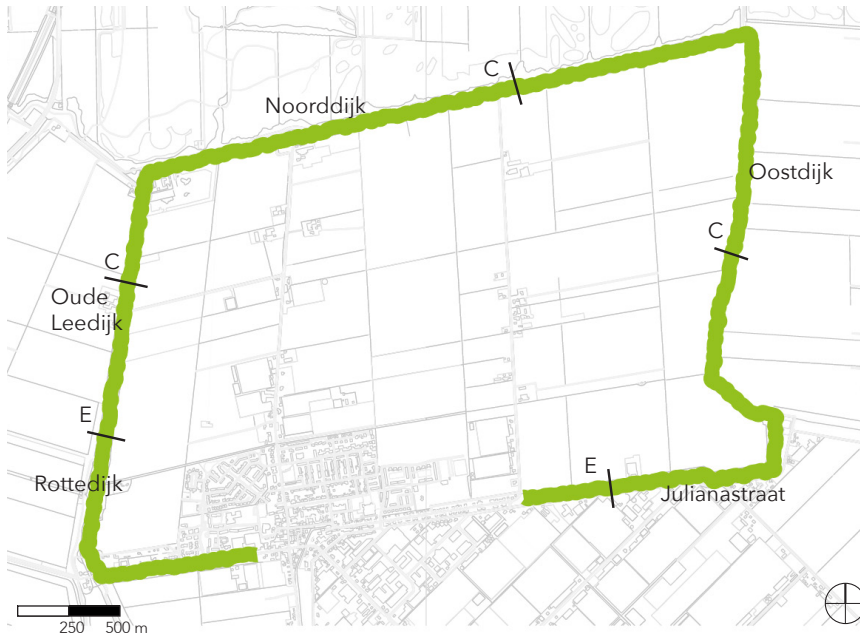 C
Noorddijk
Oostdijk
C
C
Oude
Leedijk
E
E
Rottedijk
Julianastraat
250 500 m